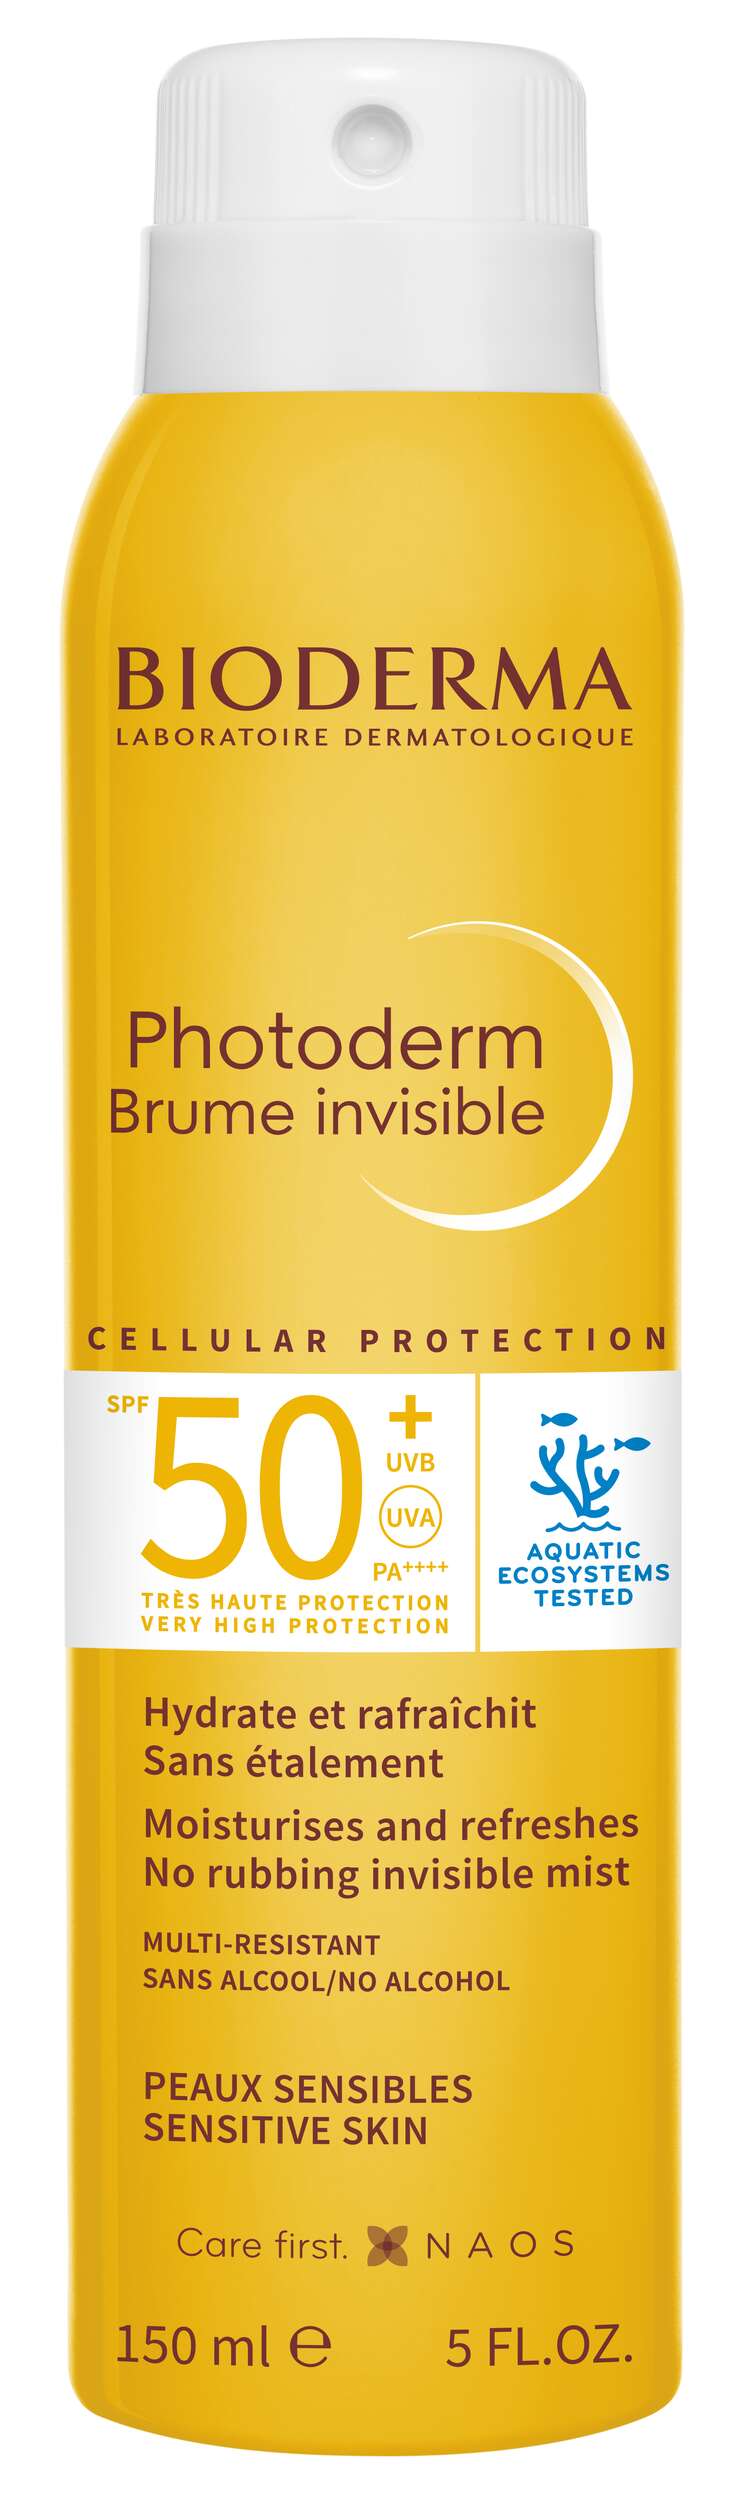 BIODERMA
LABORATOIRE DERMATOLOGIQUE
Photoderm
Brume invisible
CELLULAR PROTECTION
SPF 50+
UVB
UVA
PA++++
TRÈS HAUTE PROTECTION
VERY HIGH PROTECTION
AQUATIC
ECOSYSTEMS
TESTED
Hydrate et rafraîchit
Sans étalement
Moisturises and refreshes
No rubbing invisible mist
MULTI-RESISTANT
SANS ALCOOL/NO ALCOHOL
PEAUX SENSIBLES
SENSITIVE SKIN
Care first. NAOS
150 ml ℮ 5 FL.OZ.